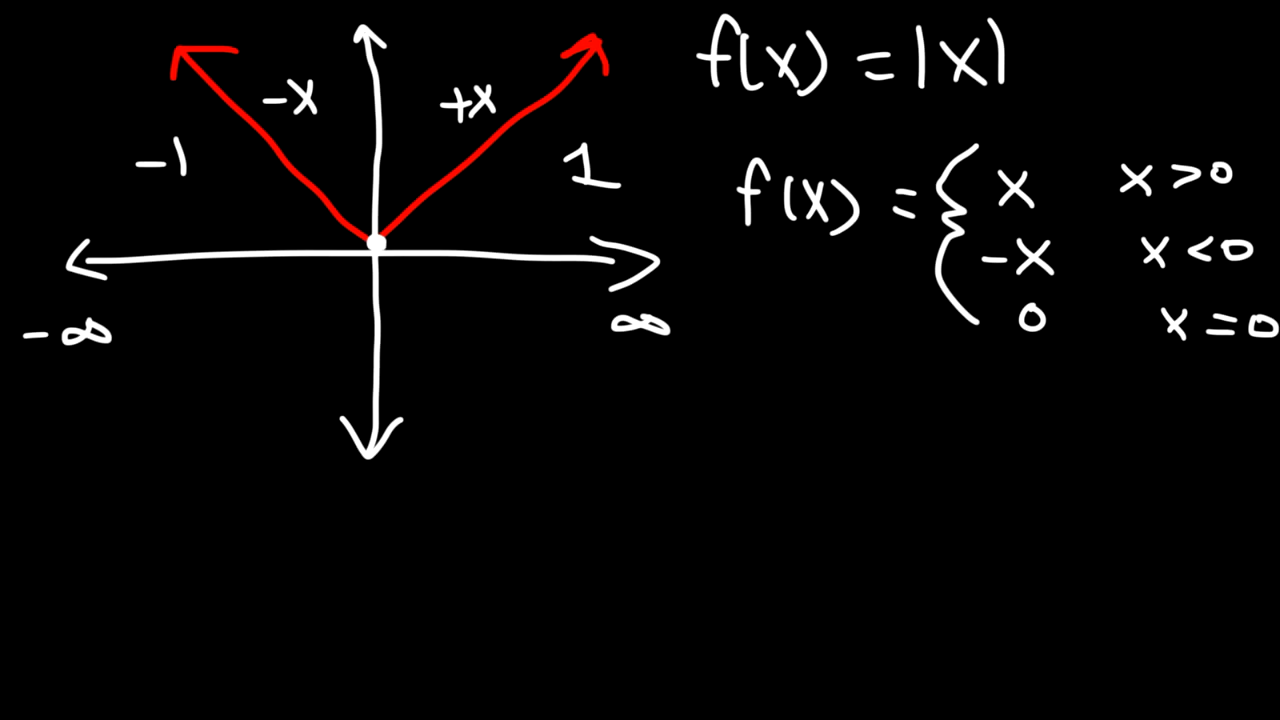 f(x) = |x|
-x +x
-1 1
f(x) = { x x > 0
-x x < 0
0 x = 0
-∞ ∞